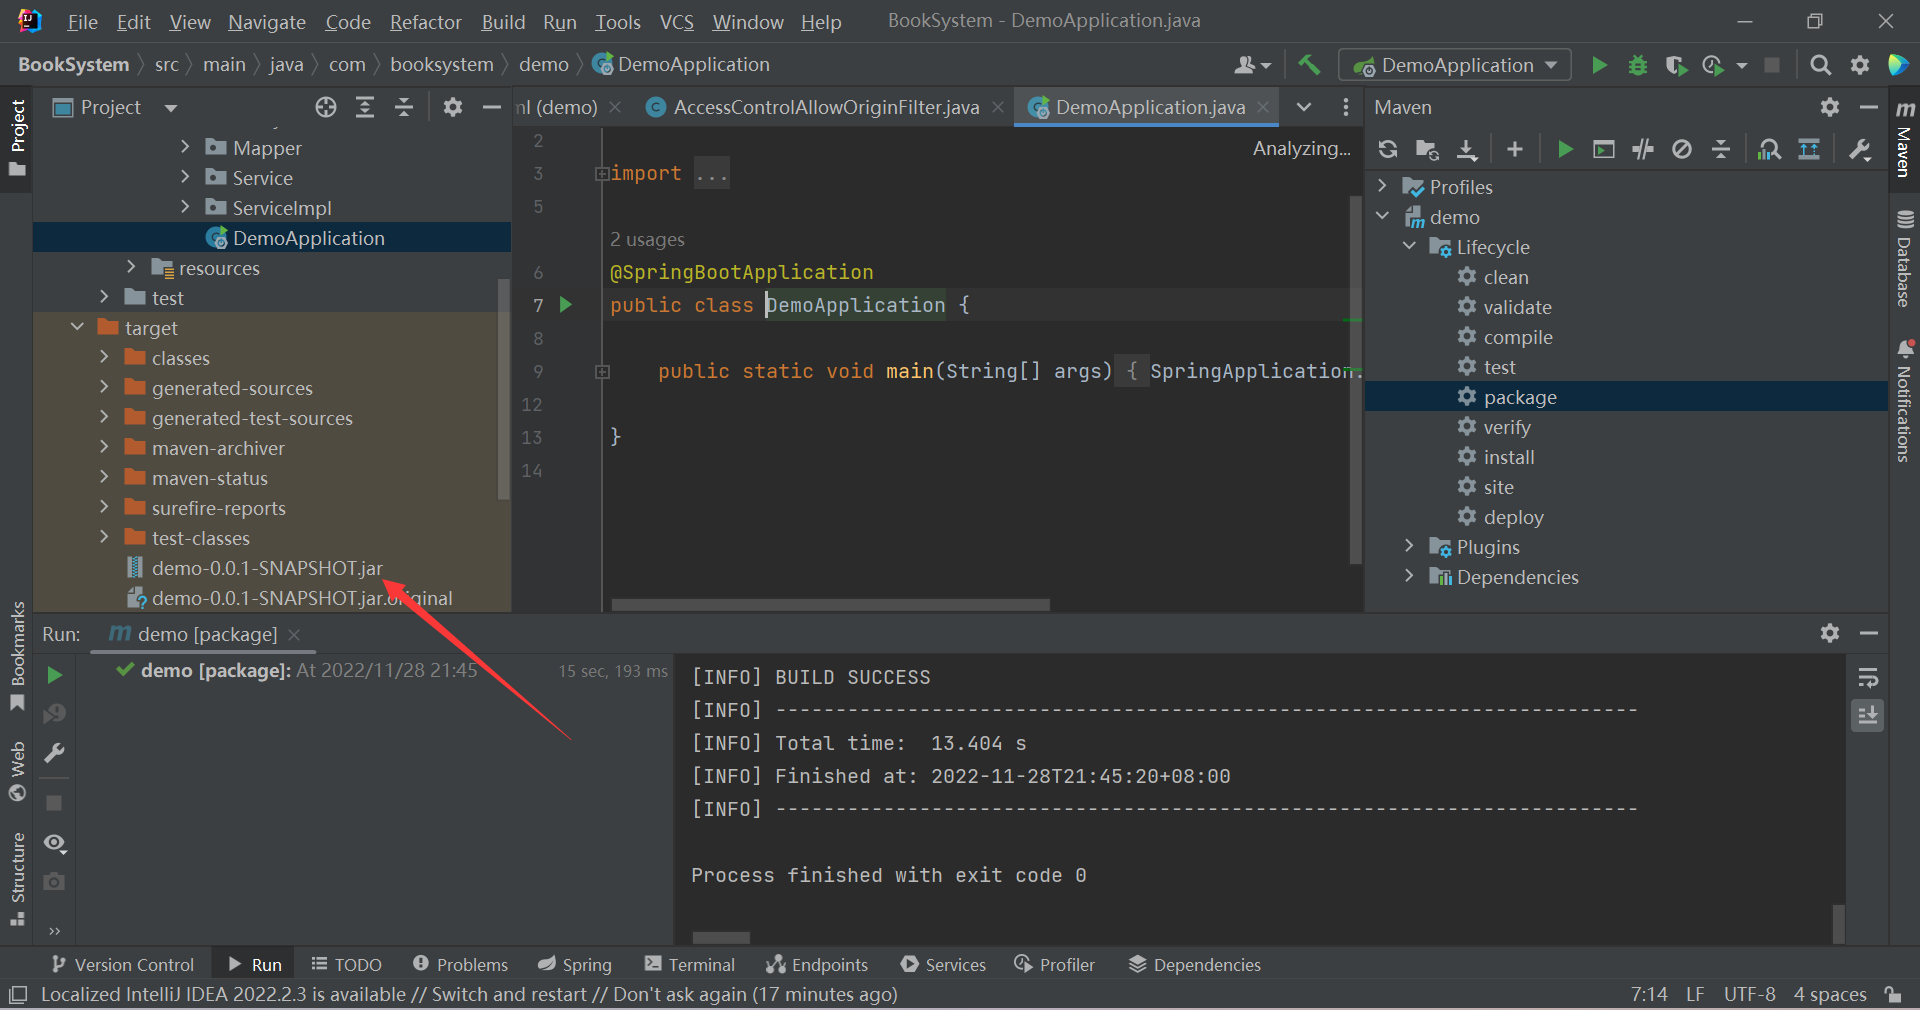 File Edit View Navigate Code Refactor Build Run Tools VCS Window Help BookSystem - DemoApplication.java
BookSystem src main java com booksystem demo DemoApplication
DemoApplication
Project
Project
ml (demo) AccessControlAllowOriginFilter.java DemoApplication.java
Maven
Mapper
Service
ServiceImpl
DemoApplication
resources
test
target
classes
generated-sources
generated-test-sources
maven-archiver
maven-status
surefire-reports
test-classes
demo-0.0.1-SNAPSHOT.jar
demo-0.0.1-SNAPSHOT.jar.original
2
Analyzing...
3 import ...
5
2 usages
6 @SpringBootApplication
7 public class DemoApplication {
8
9 public static void main(String[] args) { SpringApplication.
12
13 }
14
Profiles
demo
Lifecycle
clean
validate
compile
test
package
verify
install
site
deploy
Plugins
Dependencies
Maven
Database
Notifications
Bookmarks
Web
Structure
Run: demo [package]
demo [package]: At 2022/11/28 21:45 15 sec, 193 ms
[INFO] BUILD SUCCESS
[INFO] ------------------------------------------------------------------------
[INFO] Total time:  13.404 s
[INFO] Finished at: 2022-11-28T21:45:20+08:00
[INFO] ------------------------------------------------------------------------
Process finished with exit code 0
Version Control Run TODO Problems Spring Terminal Endpoints Services Profiler Dependencies
Localized IntelliJ IDEA 2022.2.3 is available // Switch and restart // Don't ask again (17 minutes ago) 7:14 LF UTF-8 4 spaces